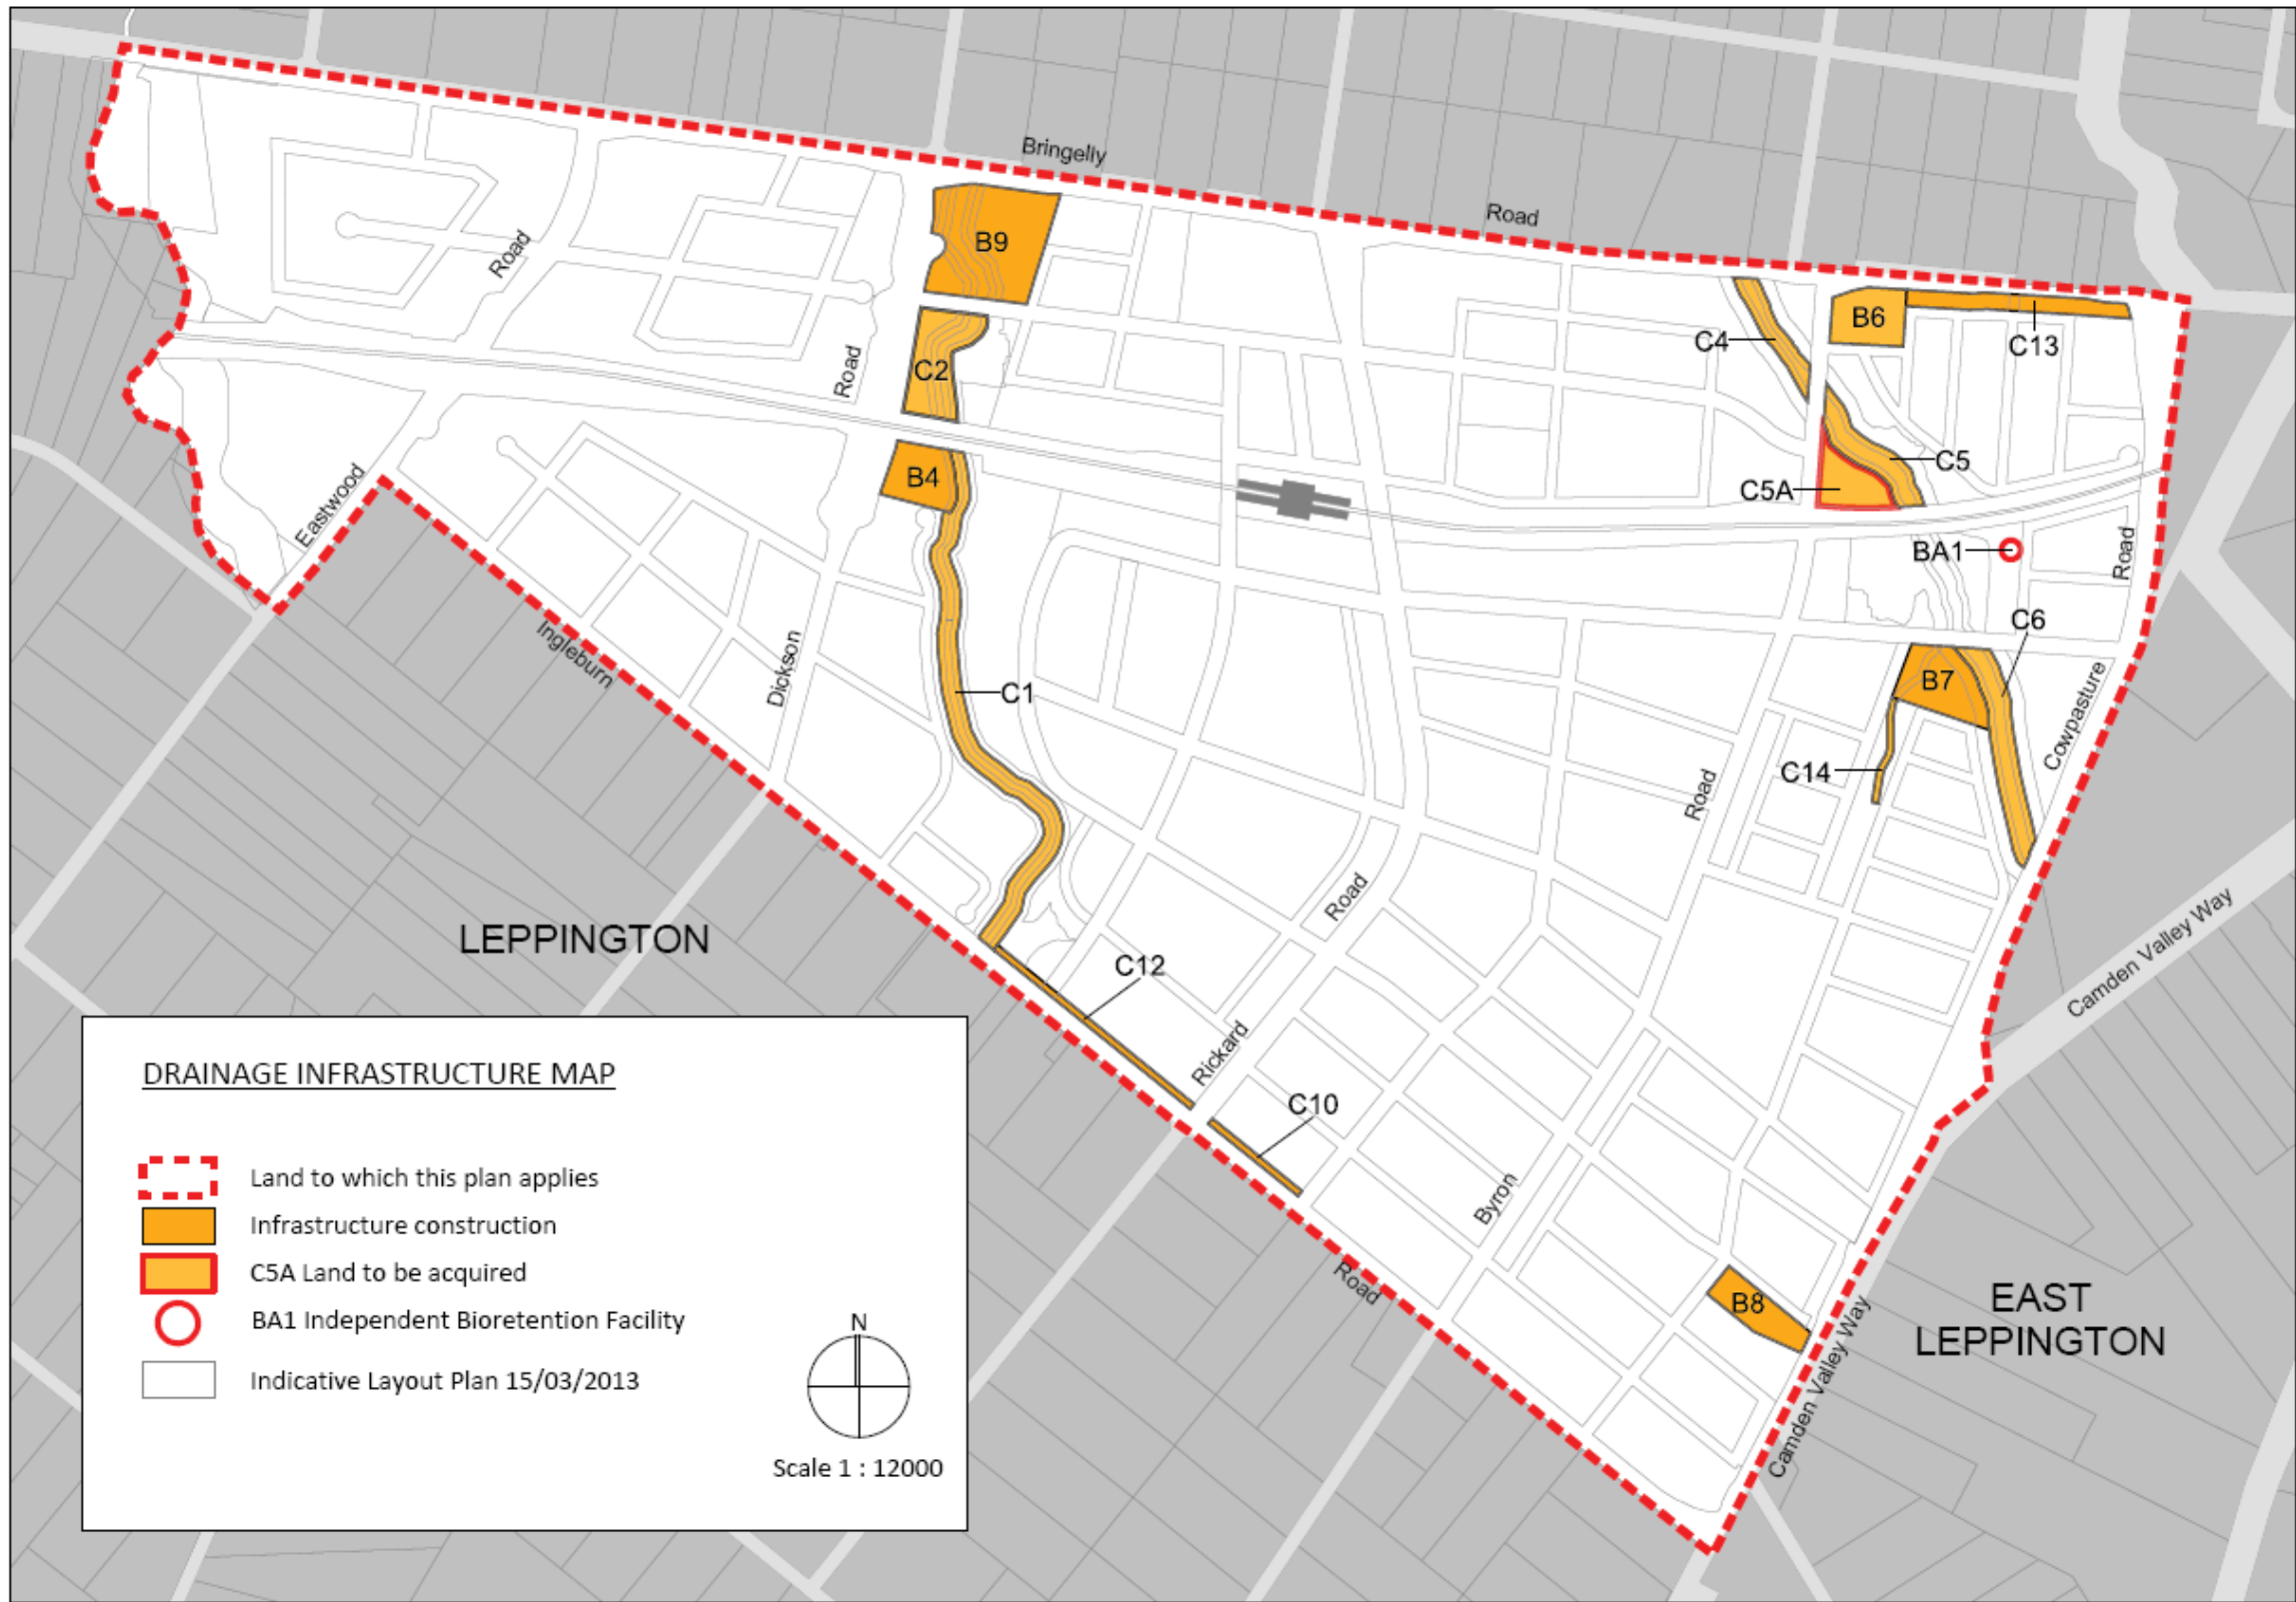 Bringelly
Road
B9
Road
B6
C4
C13
Road
C2
C5
B4
C5A
Eastwood
BA1
Road
C6
Ingleburn
Dickson
B7
C1
Cowpasture
C14
Road
Road
LEPPINGTON
Camden Valley Way
C12
Rickard
C10
Byron
Road
B8
EAST
LEPPINGTON
Camden Valley Way
DRAINAGE INFRASTRUCTURE MAP
Land to which this plan applies
Infrastructure construction
C5A Land to be acquired
BA1 Independent Bioretention Facility
Indicative Layout Plan 15/03/2013
N
Scale 1 : 12000